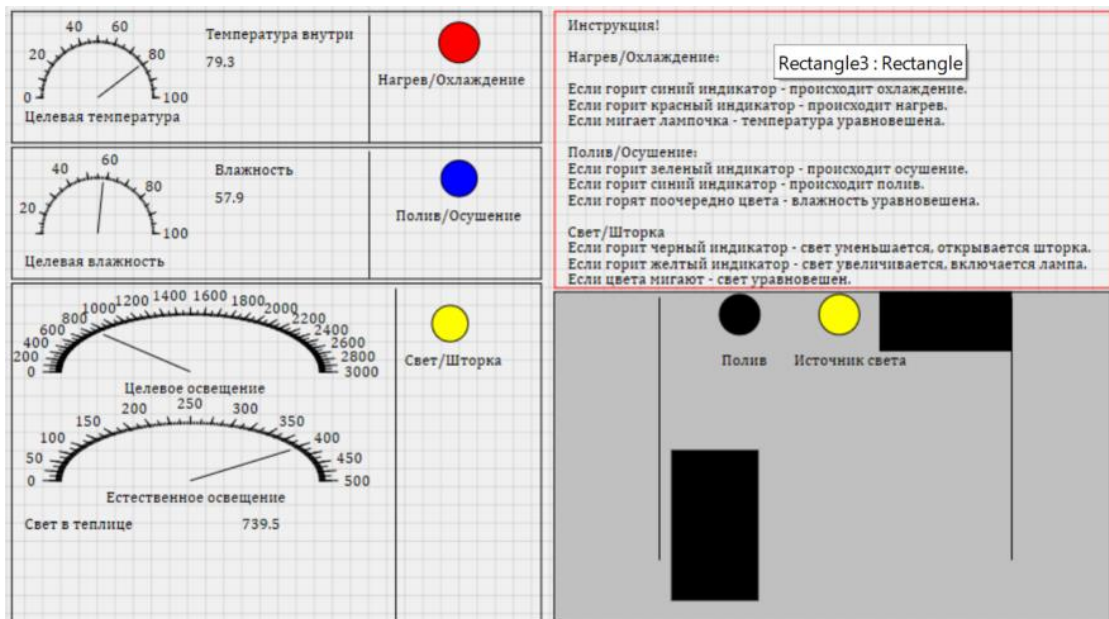 0 20 40 60 80 100
Целевая температура
Температура внутри
79.3
Нагрев/Охлаждение
20 40 60 80 100
Целевая влажность
Влажность
57.9
Полив/Осушение
0 200 400 600 800 1000 1200 1400 1600 1800 2000 2200 2400 2600 2800 3000
Целевое освещение
0 50 100 150 200 250 300 350 400 450 500
Естественное освещение
Свет в теплице 739.5
Свет/Шторка
Инструкция!
Нагрев/Охлаждение:
Rectangle3 : Rectangle
Если горит синий индикатор - происходит охлаждение.
Если горит красный индикатор - происходит нагрев.
Если мигает лампочка - температура уравновешена.
Полив/Осушение:
Если горит зеленый индикатор - происходит осушение.
Если горит синий индикатор - происходит полив.
Если горят поочередно цвета - влажность уравновешена.
Свет/Шторка
Если горит черный индикатор - свет уменьшается, открывается шторка.
Если горит желтый индикатор - свет увеличивается, включается лампа.
Если цвета мигают - свет уравновешен.
Полив Источник света